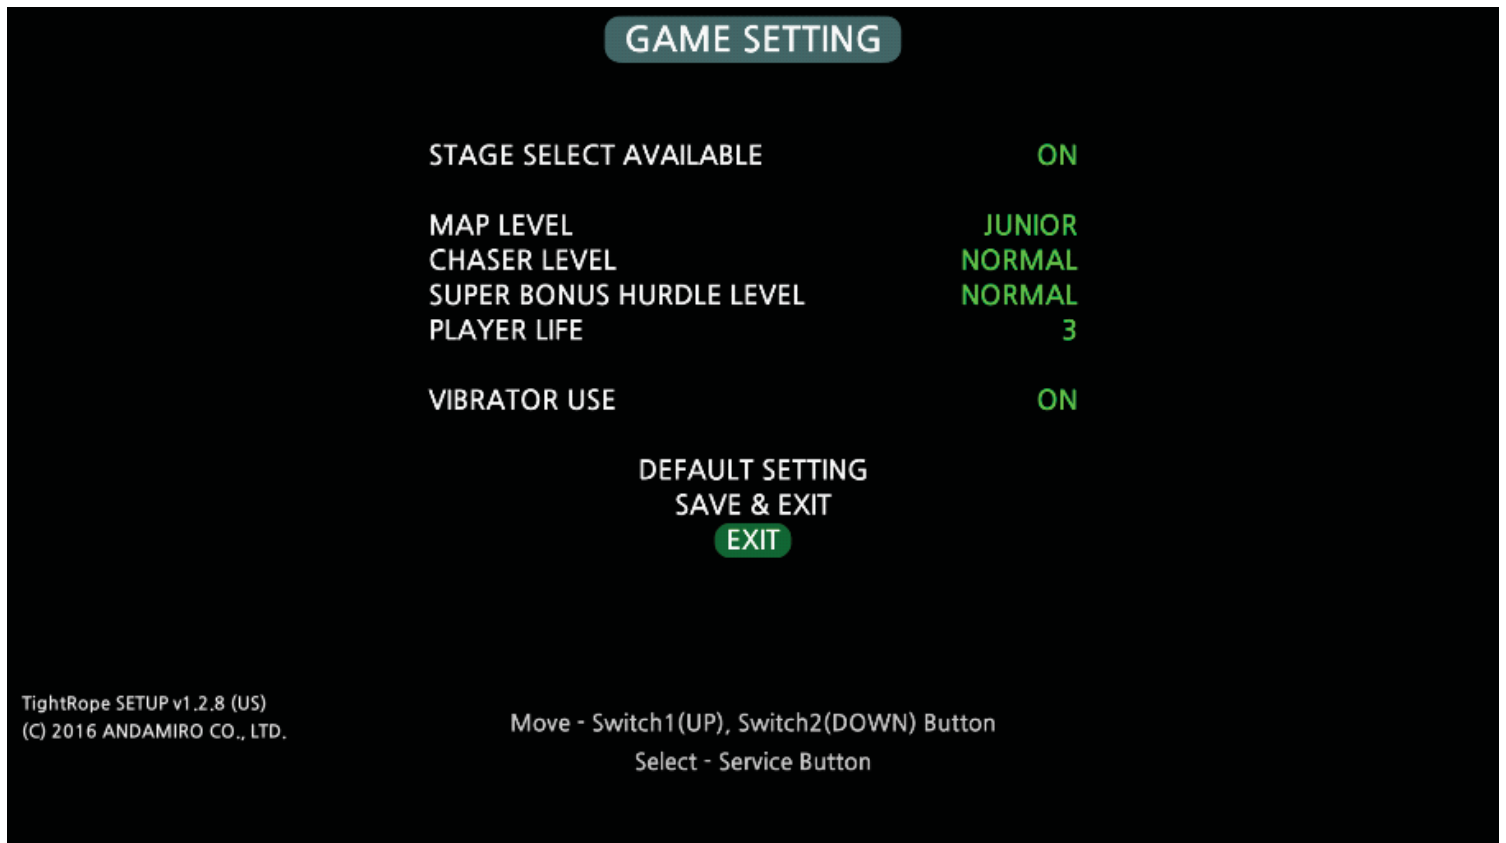 GAME SETTING
STAGE SELECT AVAILABLE ON
MAP LEVEL JUNIOR
CHASER LEVEL NORMAL
SUPER BONUS HURDLE LEVEL NORMAL
PLAYER LIFE 3
VIBRATOR USE ON
DEFAULT SETTING
SAVE & EXIT
EXIT
TightRope SETUP v1.2.8 (US)
(C) 2016 ANDAMIRO CO., LTD.
Move - Switch1(UP), Switch2(DOWN) Button
Select - Service Button